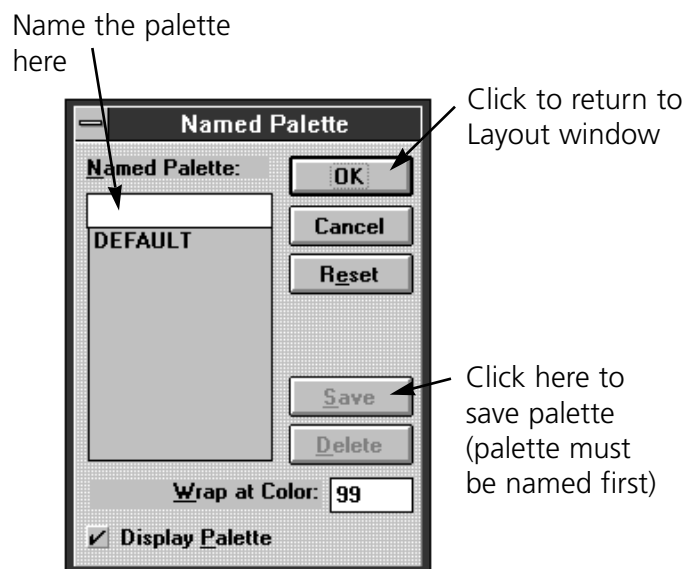 Name the palette
here
Click to return to
Layout window
Named Palette
Named Palette:
OK
Cancel
DEFAULT
Reset
Click here to
save palette
(palette must
be named first)
Save
Delete
Wrap at Color: 99
Display Palette